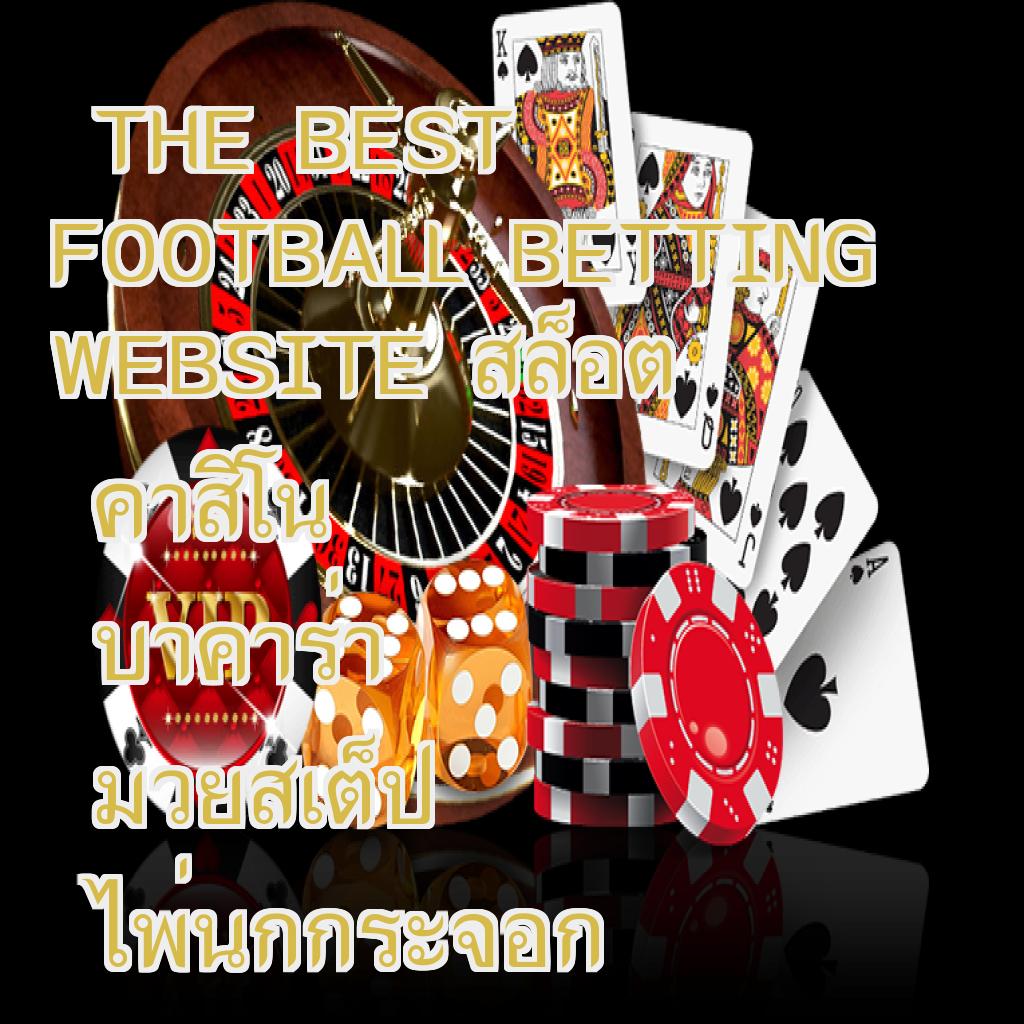 THE BEST
FOOTBALL BETTING
WEBSITE สล็อต
คาสิโน
บาคาร่า
มวยสเต็ป
ไพ่นกกระจอก
VIP